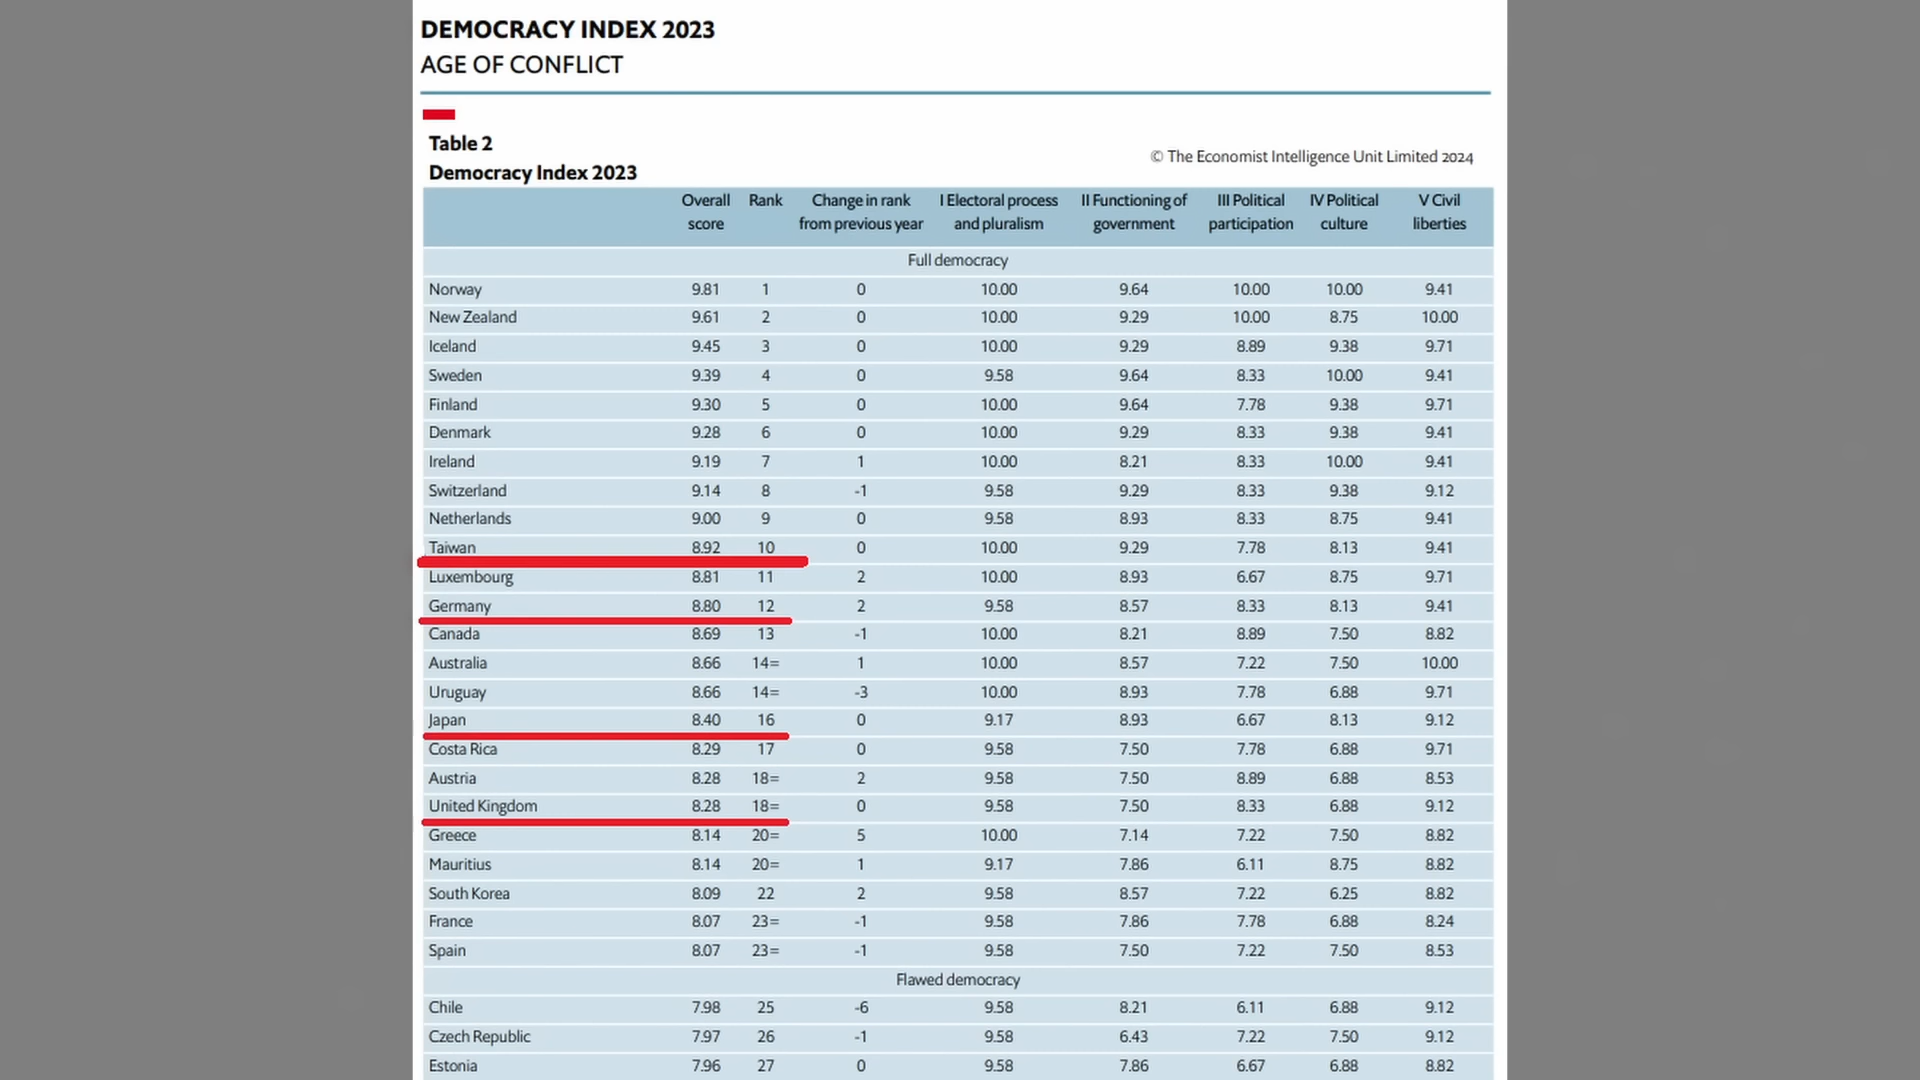 DEMOCRACY INDEX 2023
AGE OF CONFLICT
Table 2
© The Economist Intelligence Unit Limited 2024
Democracy Index 2023
Overall score Rank Change in rank from previous year I Electoral process and pluralism II Functioning of government III Political participation IV Political culture V Civil liberties
Full democracy
Norway 9.81 1 0 10.00 9.64 10.00 10.00 9.41
New Zealand 9.61 2 0 10.00 9.29 10.00 8.75 10.00
Iceland 9.45 3 0 10.00 9.29 8.89 9.38 9.71
Sweden 9.39 4 0 9.58 9.64 8.33 10.00 9.41
Finland 9.30 5 0 10.00 9.64 7.78 9.38 9.71
Denmark 9.28 6 0 10.00 9.29 8.33 9.38 9.41
Ireland 9.19 7 1 10.00 8.21 8.33 10.00 9.41
Switzerland 9.14 8 -1 9.58 9.29 8.33 9.38 9.12
Netherlands 9.00 9 0 9.58 8.93 8.33 8.75 9.41
Taiwan 8.92 10 0 10.00 9.29 7.78 8.13 9.41
Luxembourg 8.81 11 2 10.00 8.93 6.67 8.75 9.71
Germany 8.80 12 2 9.58 8.57 8.33 8.13 9.41
Canada 8.69 13 -1 10.00 8.21 8.89 7.50 8.82
Australia 8.66 14= 1 10.00 8.57 7.22 7.50 10.00
Uruguay 8.66 14= -3 10.00 8.93 7.78 6.88 9.71
Japan 8.40 16 0 9.17 8.93 6.67 8.13 9.12
Costa Rica 8.29 17 0 9.58 7.50 7.78 6.88 9.71
Austria 8.28 18= 2 9.58 7.50 8.89 6.88 8.53
United Kingdom 8.28 18= 0 9.58 7.50 8.33 6.88 9.12
Greece 8.14 20= 5 10.00 7.14 7.22 7.50 8.82
Mauritius 8.14 20= 1 9.17 7.86 6.11 8.75 8.82
South Korea 8.09 22 2 9.58 8.57 7.22 6.25 8.82
France 8.07 23= -1 9.58 7.86 7.78 6.88 8.24
Spain 8.07 23= -1 9.58 7.50 7.22 7.50 8.53
Flawed democracy
Chile 7.98 25 -6 9.58 8.21 6.11 6.88 9.12
Czech Republic 7.97 26 -1 9.58 6.43 7.22 7.50 9.12
Estonia 7.96 27 0 9.58 7.86 6.67 6.88 8.82